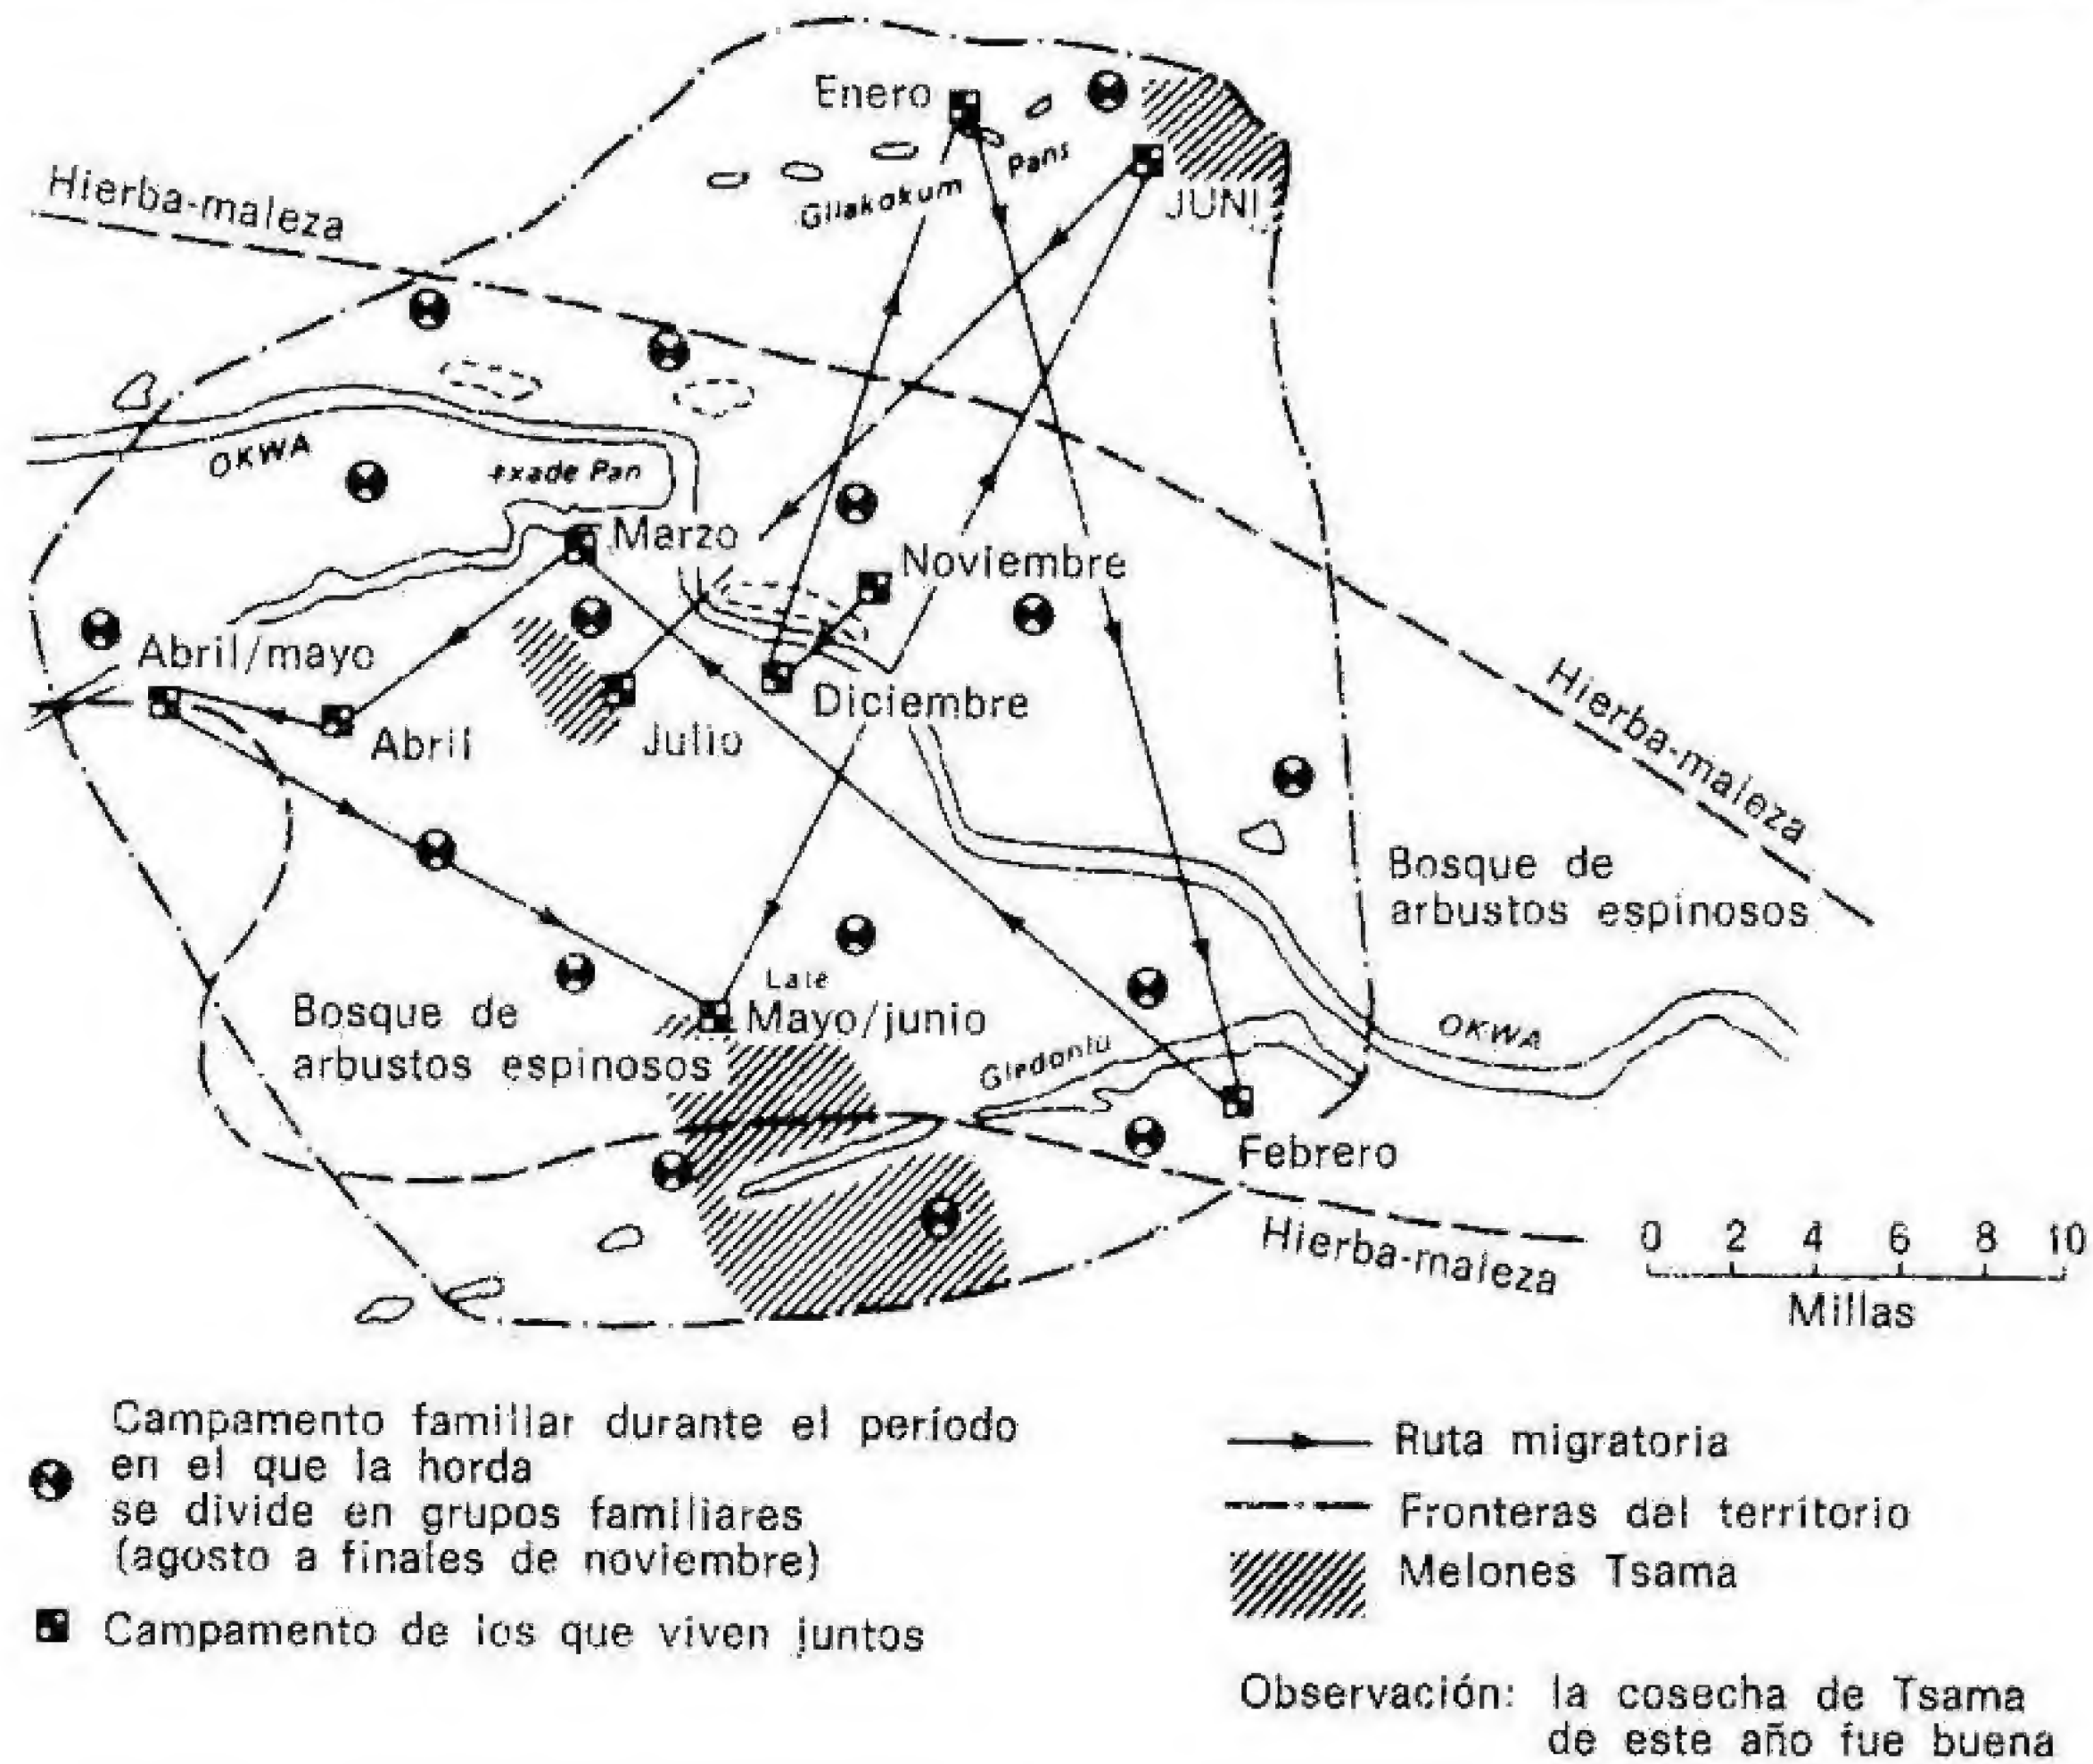 Enero
Pans
JUNI
Hierba-maleza
OKWA
ǂxade Pan
Marzo
Noviembre
Abril/mayo
Diciembre
Abril
Julio
Hierba-maleza
Bosque de
arbustos espinosos
Late
Mayo/junio
Bosque de
arbustos espinosos
OKWA
Febrero
Hierba-maleza
0 2 4 6 8 10
Millas
Campamento familiar durante el período
en el que la horda
se divide en grupos familiares
(agosto a finales de noviembre)
Campamento de los que viven juntos
Ruta migratoria
Fronteras del territorio
Melones Tsama
Observación: la cosecha de Tsama
de este año fue buena